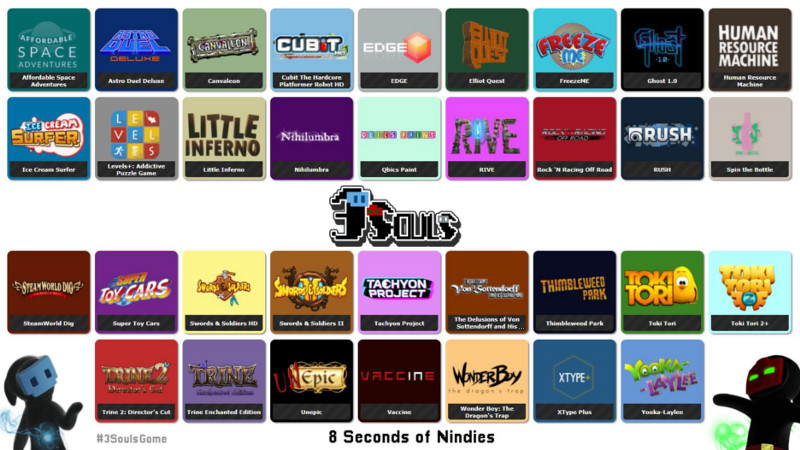 AFFORDABLE
SPACE
ADVENTURES
Affordable Space
Adventures
ASTRO
DUEL
DELUXE
Astro Duel Deluxe
CANVALEON
Canvaleon
CUBIT
Cubit The Hardcore
Platformer Robot HD
EDGE
EDGE
ELLIOT
QUEST
Elliot Quest
FREEZE
ME
FreezeME
Ghost
1.0
Ghost 1.0
HUMAN
RESOURCE
MACHINE
Human Resource
Machine
ICE CREAM
SURFER
Ice Cream Surfer
LEVELS
Levels+: Addictive
Puzzle Game
LITTLE
INFERNO
Little Inferno
Nihilumbra
Nihilumbra
QBICS PAINT
Qbics Paint
RIVE
RIVE
ROCK 'N RACING
OFF ROAD
Rock 'N Racing Off Road
RUSH
RUSH
Spin the Bottle
3SOULS
STEAMWORLD DIG
SteamWorld Dig
SUPER
TOY CARS
Super Toy Cars
Swords & Soldiers
Swords & Soldiers HD
Swords & Soldiers
Swords & Soldiers II
TACHYON
PROJECT
Tachyon Project
Von Sottendorff
The Delusions of Von
Sottendorff and His ...
THIMBLEWEED
PARK
Thimbleweed Park
TOKI
TORI
Toki Tori
TOKI
TORI
2+
Toki Tori 2+
TRINE 2
Director's Cut
Trine 2: Director's Cut
TRINE
Enchanted Edition
Trine Enchanted Edition
UNEPIC
Unepic
VACCINE
Vaccine
WONDER BOY
the dragon's trap
Wonder Boy: The
Dragon's Trap
XTYPE+
XType Plus
YOOKA-
LAYLEE
Yooka-Laylee
#3SoulsGame
8 Seconds of Nindies